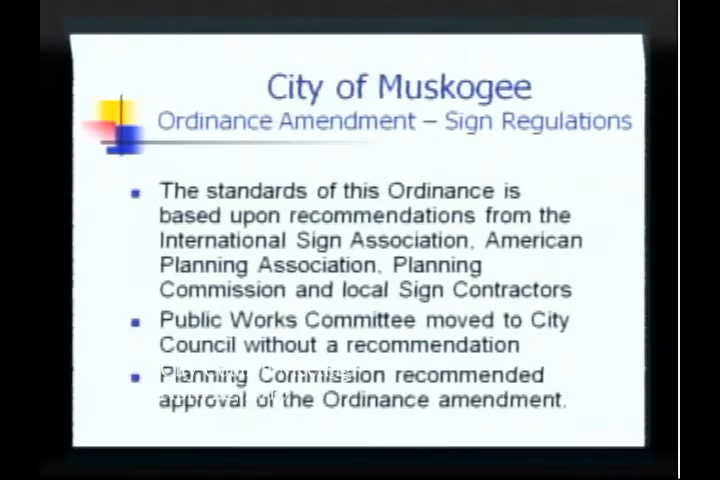 City of Muskogee
Ordinance Amendment – Sign Regulations
The standards of this Ordinance is
based upon recommendations from the
International Sign Association, American
Planning Association, Planning
Commission and local Sign Contractors
Public Works Committee moved to City
Council without a recommendation
Planning Commission recommended
approval of the Ordinance amendment.